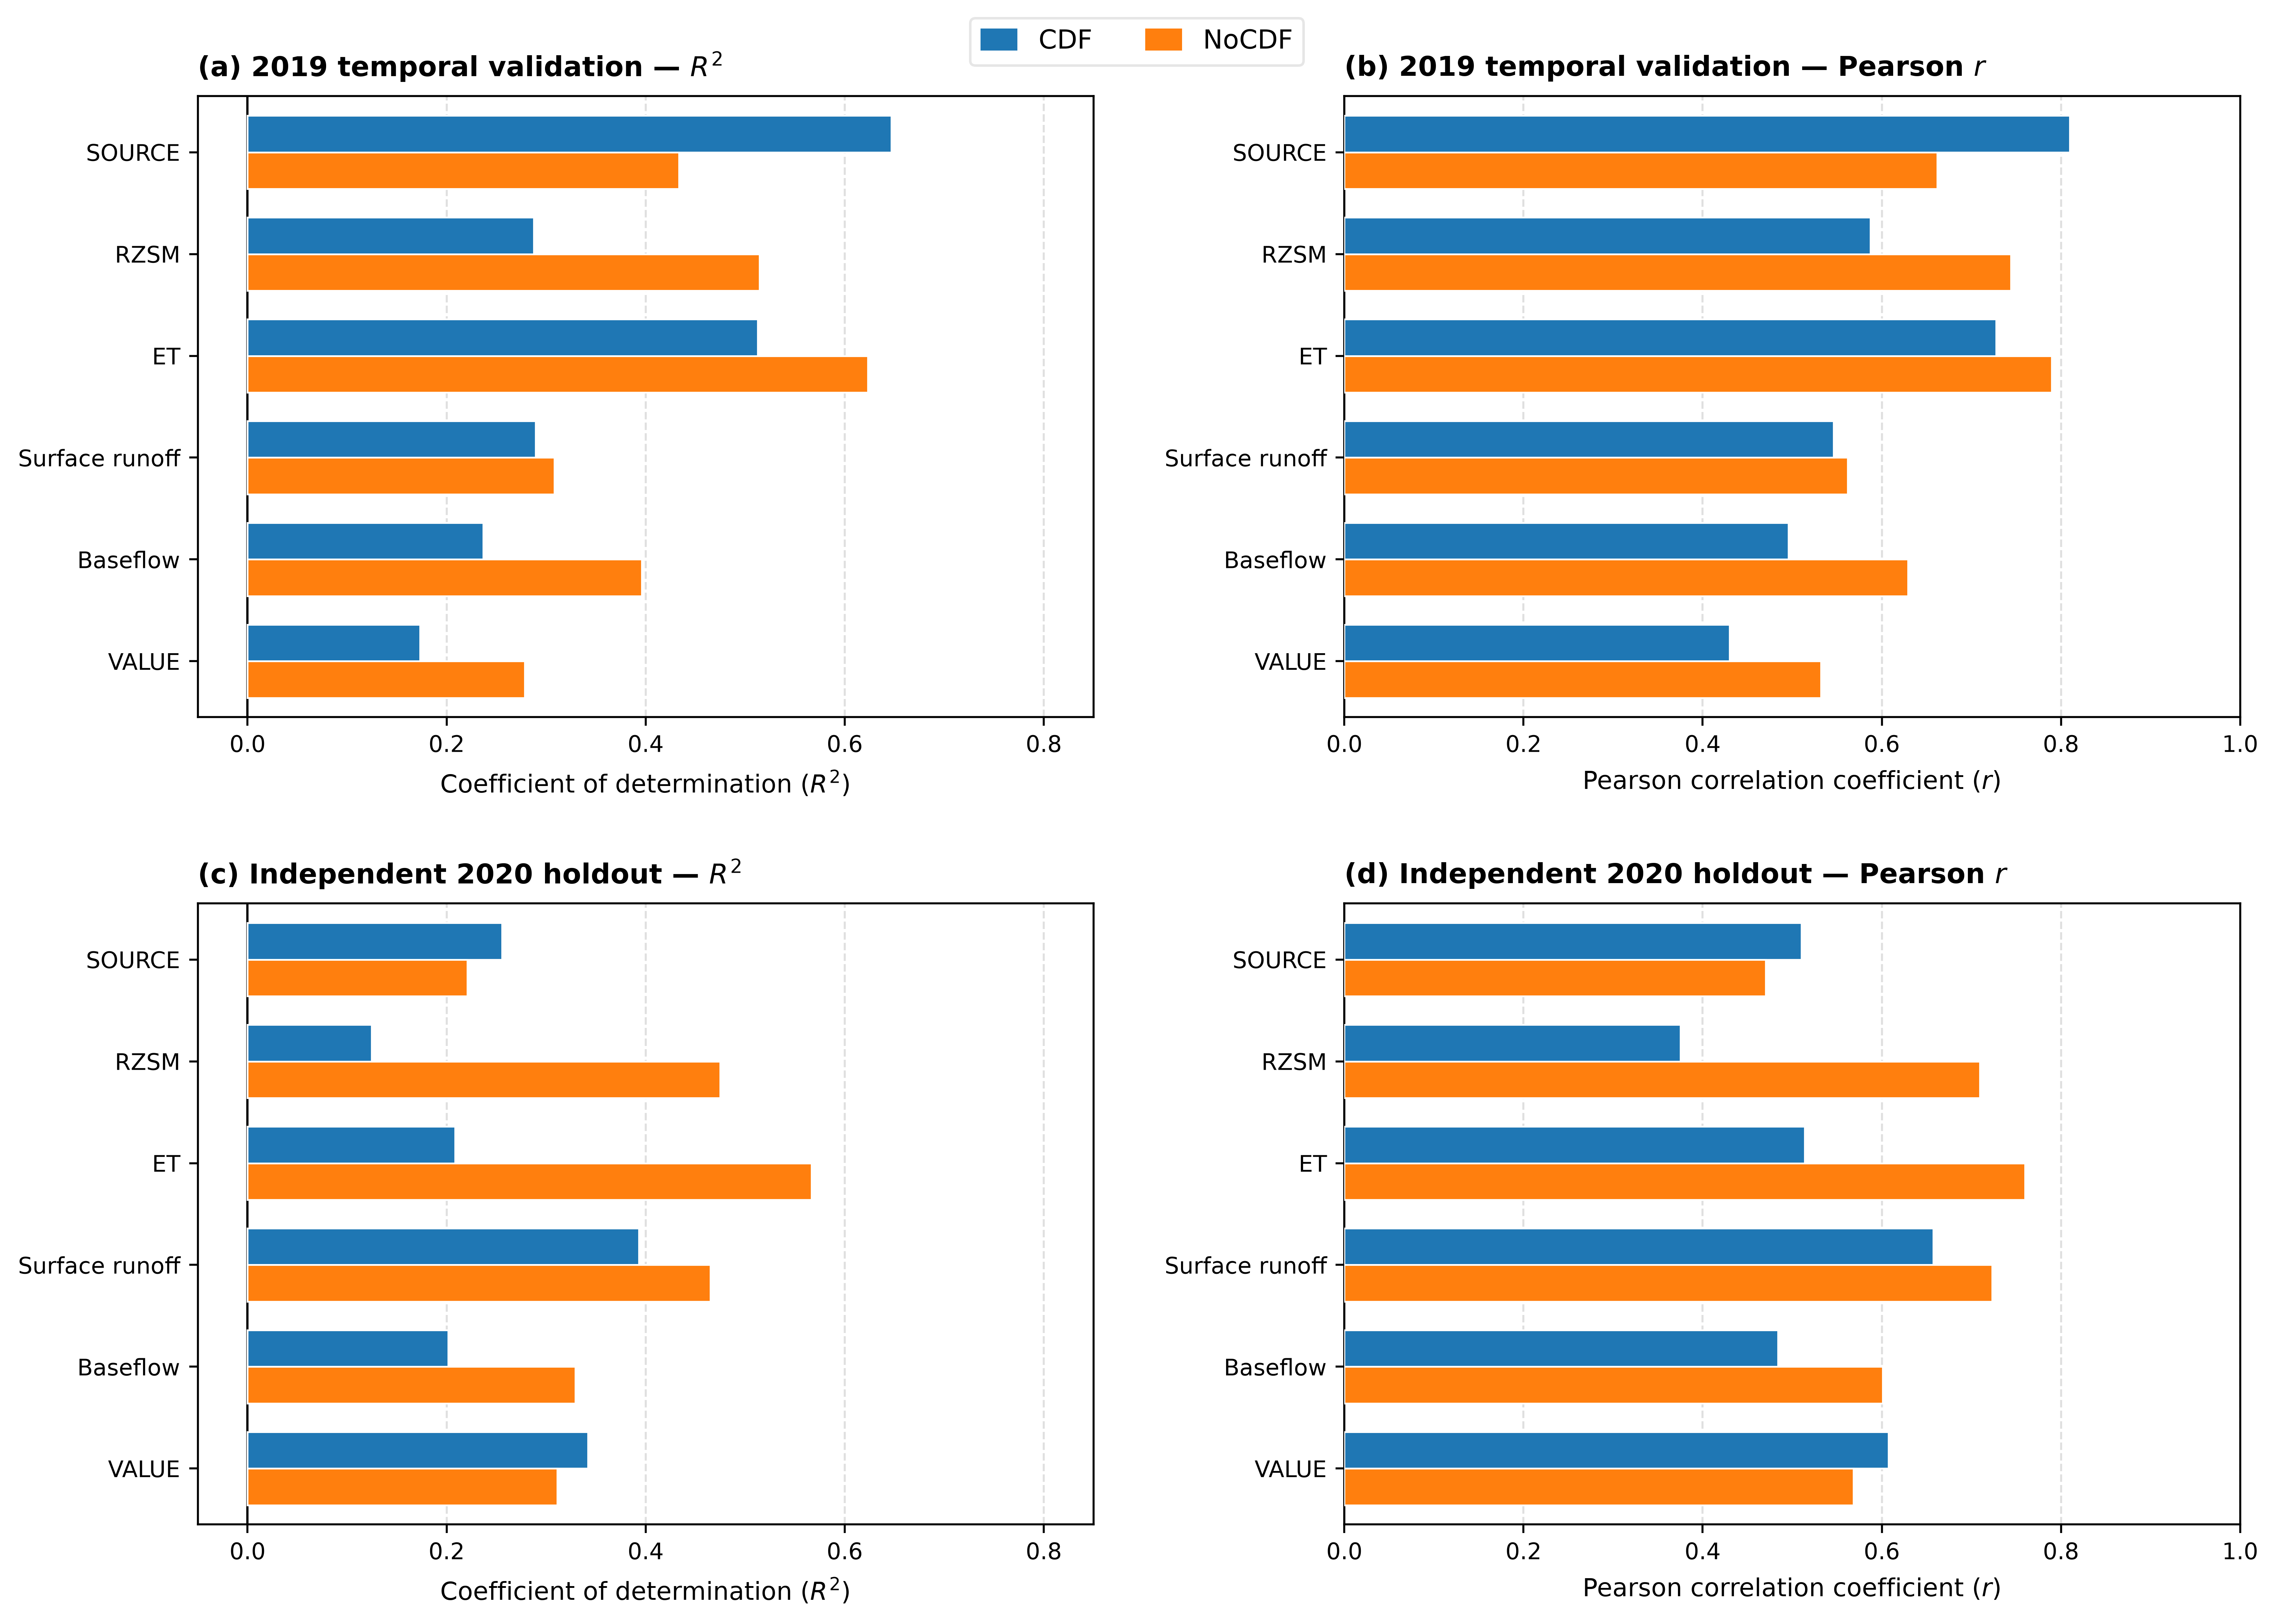 CDF NoCDF
(a) 2019 temporal validation — R²
SOURCE
RZSM
ET
Surface runoff
Baseflow
VALUE
0.0 0.2 0.4 0.6 0.8
Coefficient of determination (R²)
(b) 2019 temporal validation — Pearson r
SOURCE
RZSM
ET
Surface runoff
Baseflow
VALUE
0.0 0.2 0.4 0.6 0.8 1.0
Pearson correlation coefficient (r)
(c) Independent 2020 holdout — R²
SOURCE
RZSM
ET
Surface runoff
Baseflow
VALUE
0.0 0.2 0.4 0.6 0.8
Coefficient of determination (R²)
(d) Independent 2020 holdout — Pearson r
SOURCE
RZSM
ET
Surface runoff
Baseflow
VALUE
0.0 0.2 0.4 0.6 0.8 1.0
Pearson correlation coefficient (r)